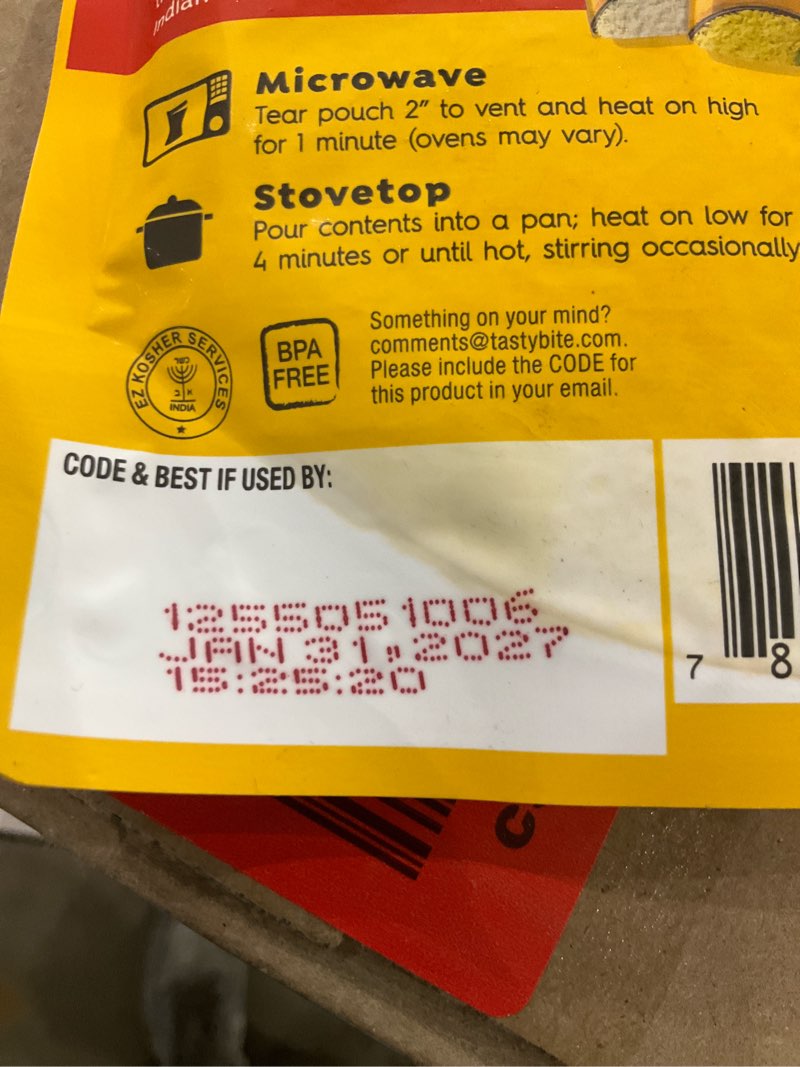 Indian
Microwave
Tear pouch 2" to vent and heat on high
for 1 minute (ovens may vary).
Stovetop
Pour contents into a pan; heat on low for
4 minutes or until hot, stirring occasionally
EZ KOSHER SERVICES
כשר
א ב
INDIA
BPA
FREE
Something on your mind?
comments@tastybite.com.
Please include the CODE for
this product in your email.
CODE & BEST IF USED BY:
1255051006
JAN 31, 2027
15:25:20
7 8